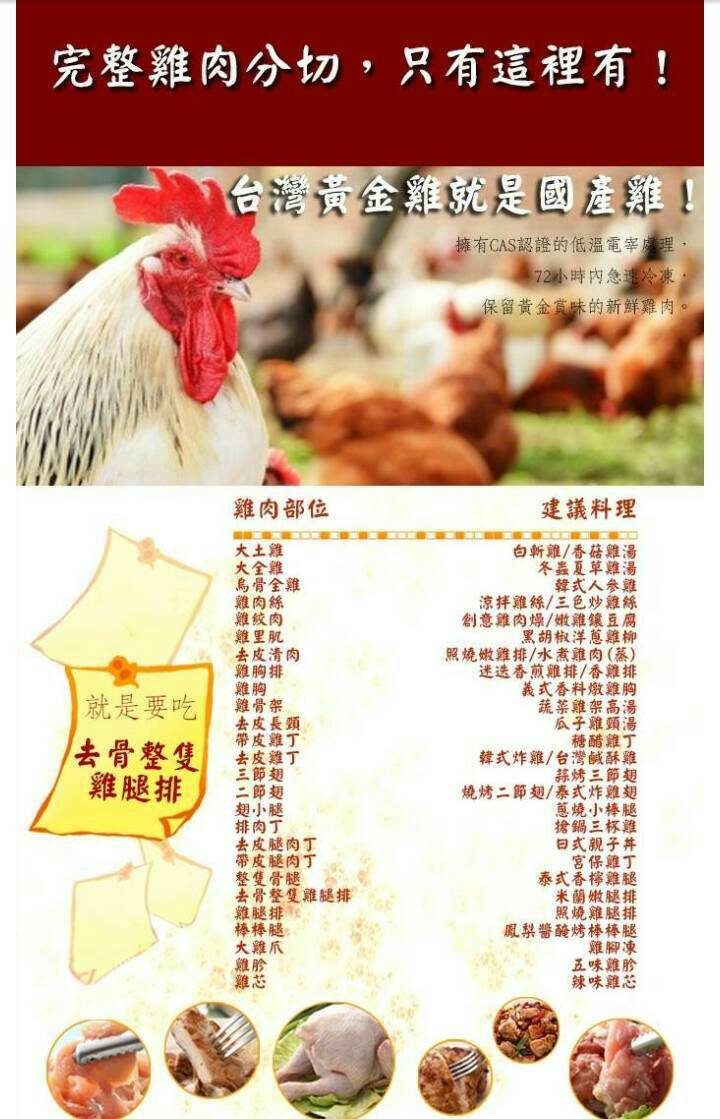 完整雞肉分切，只有這裡有！
台灣黃金雞就是國產雞！
擁有CAS認證的低溫電宰處理，
72小時內急速冷凍，
保留黃金賞味的新鮮雞肉。
雞肉部位 建議料理
大土雞 白斬雞/香菇雞湯
大全雞 冬蟲夏草雞湯
烏骨全雞 韓式人參雞
雞肉絲 涼拌雞絲/三色炒雞絲
雞絞肉 創意雞肉燥/嫩雞鑲豆腐
雞里肌 黑胡椒洋蔥雞柳
去皮清肉 照燒嫩雞排/水煮雞肉(蒸)
雞胸排 迷迭香煎雞排/香雞排
雞胸 義式香料燉雞胸
雞骨架 蔬菜雞架高湯
去皮長頸 瓜子雞頸湯
帶皮雞丁 糖醋雞丁
去皮雞丁 韓式炸雞/台灣鹹酥雞
三節翅 蒜烤三節翅
二節翅 燒烤二節翅/泰式炸雞翅
翅小腿 蔥燒小棒腿
排肉丁 搶鍋三杯雞
去皮腿肉丁 日式親子丼
帶皮腿肉丁 宮保雞丁
整隻骨腿 泰式香檸雞腿
去骨整隻雞腿排 米蘭嫩腿排
雞腿排 照燒雞腿排
棒棒腿 鳳梨醬醃烤棒棒腿
大雞爪 雞腳凍
雞胗 五味雞胗
雞芯 辣味雞芯
就是要吃
去骨整隻
雞腿排